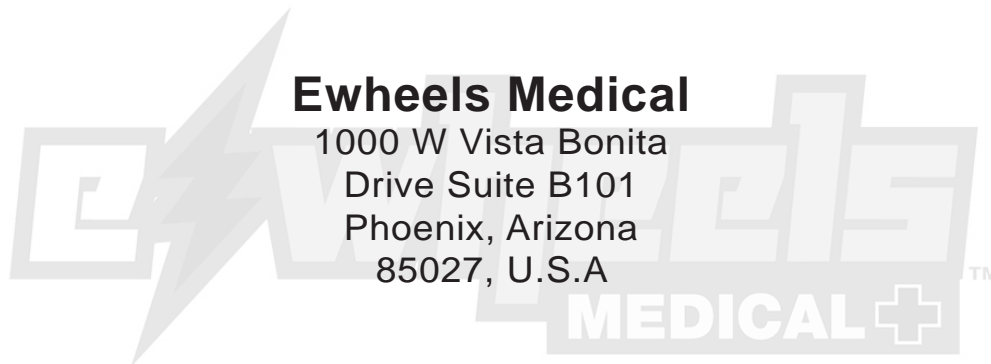 Ewheels Medical
1000 W Vista Bonita
Drive Suite B101
Phoenix, Arizona
85027, U.S.A
ewheels
MEDICAL
TM